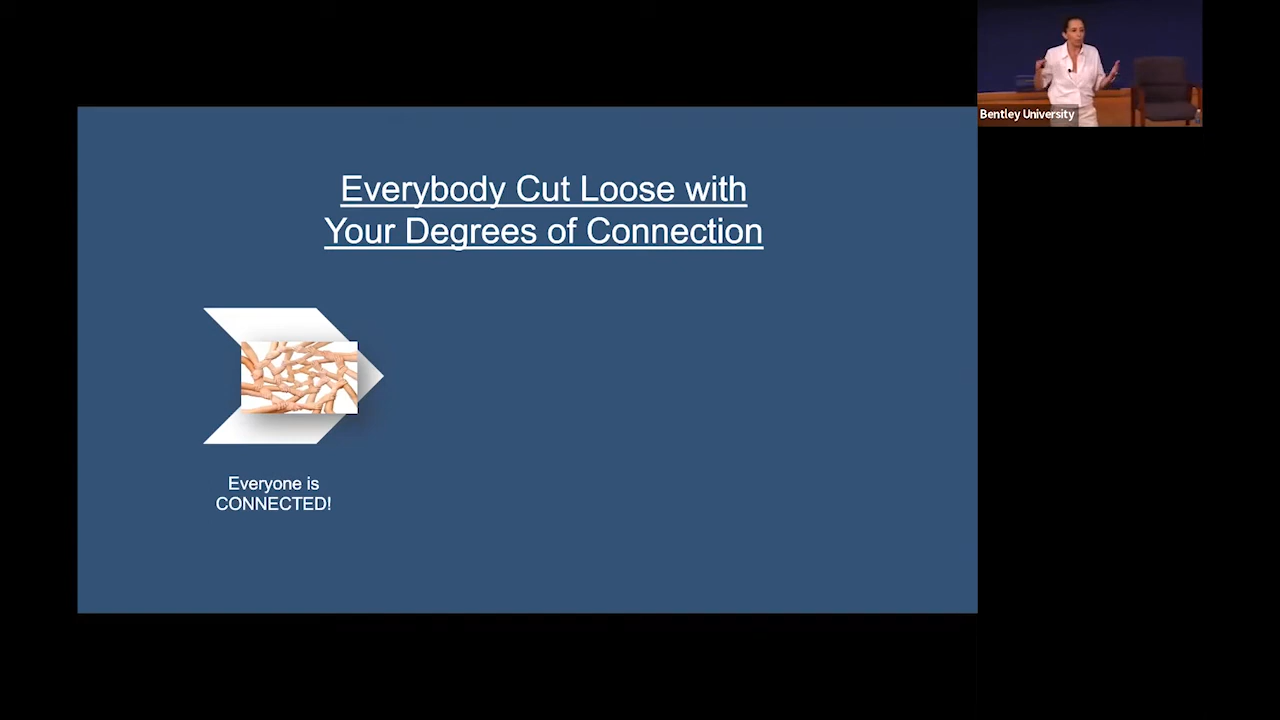 Everybody Cut Loose with
Your Degrees of Connection
Everyone is
CONNECTED!
Bentley University